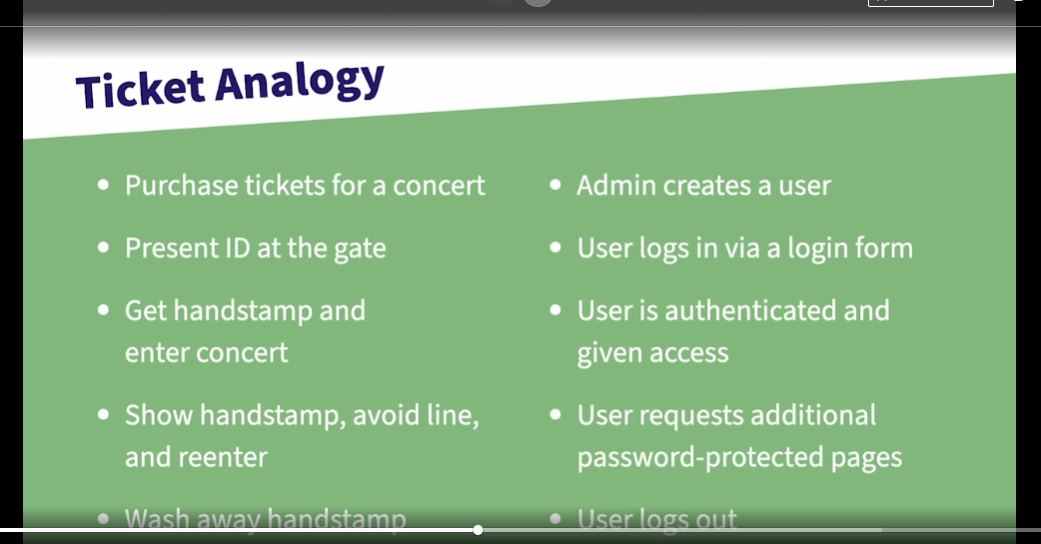 Ticket Analogy
Purchase tickets for a concert
Present ID at the gate
Get handstamp and
enter concert
Show handstamp, avoid line,
and reenter
Wash away handstamp
Admin creates a user
User logs in via a login form
User is authenticated and
given access
User requests additional
password-protected pages
User logs out